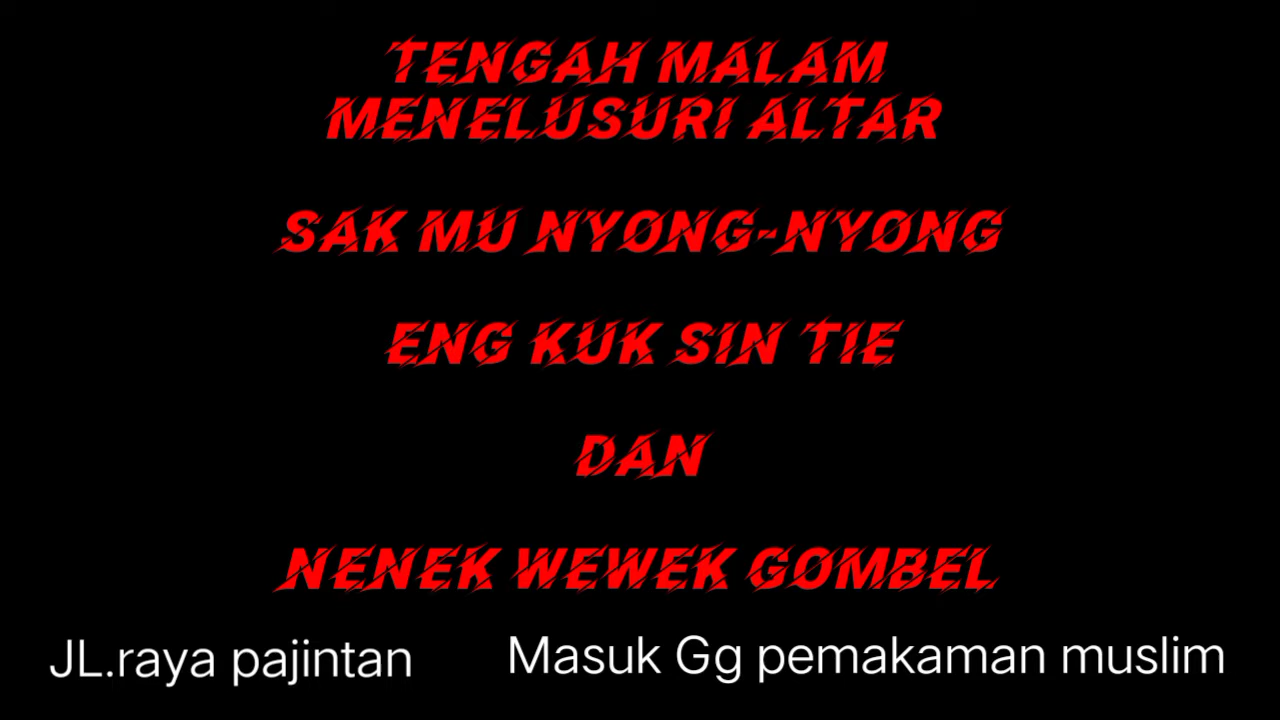 TENGAH MALAM
MENELUSURI ALTAR
SAK MU NYONG-NYONG
ENG KUK SIN TIE
DAN
NENEK WEWEK GOMBEL
JL.raya pajintan
Masuk Gg pemakaman muslim